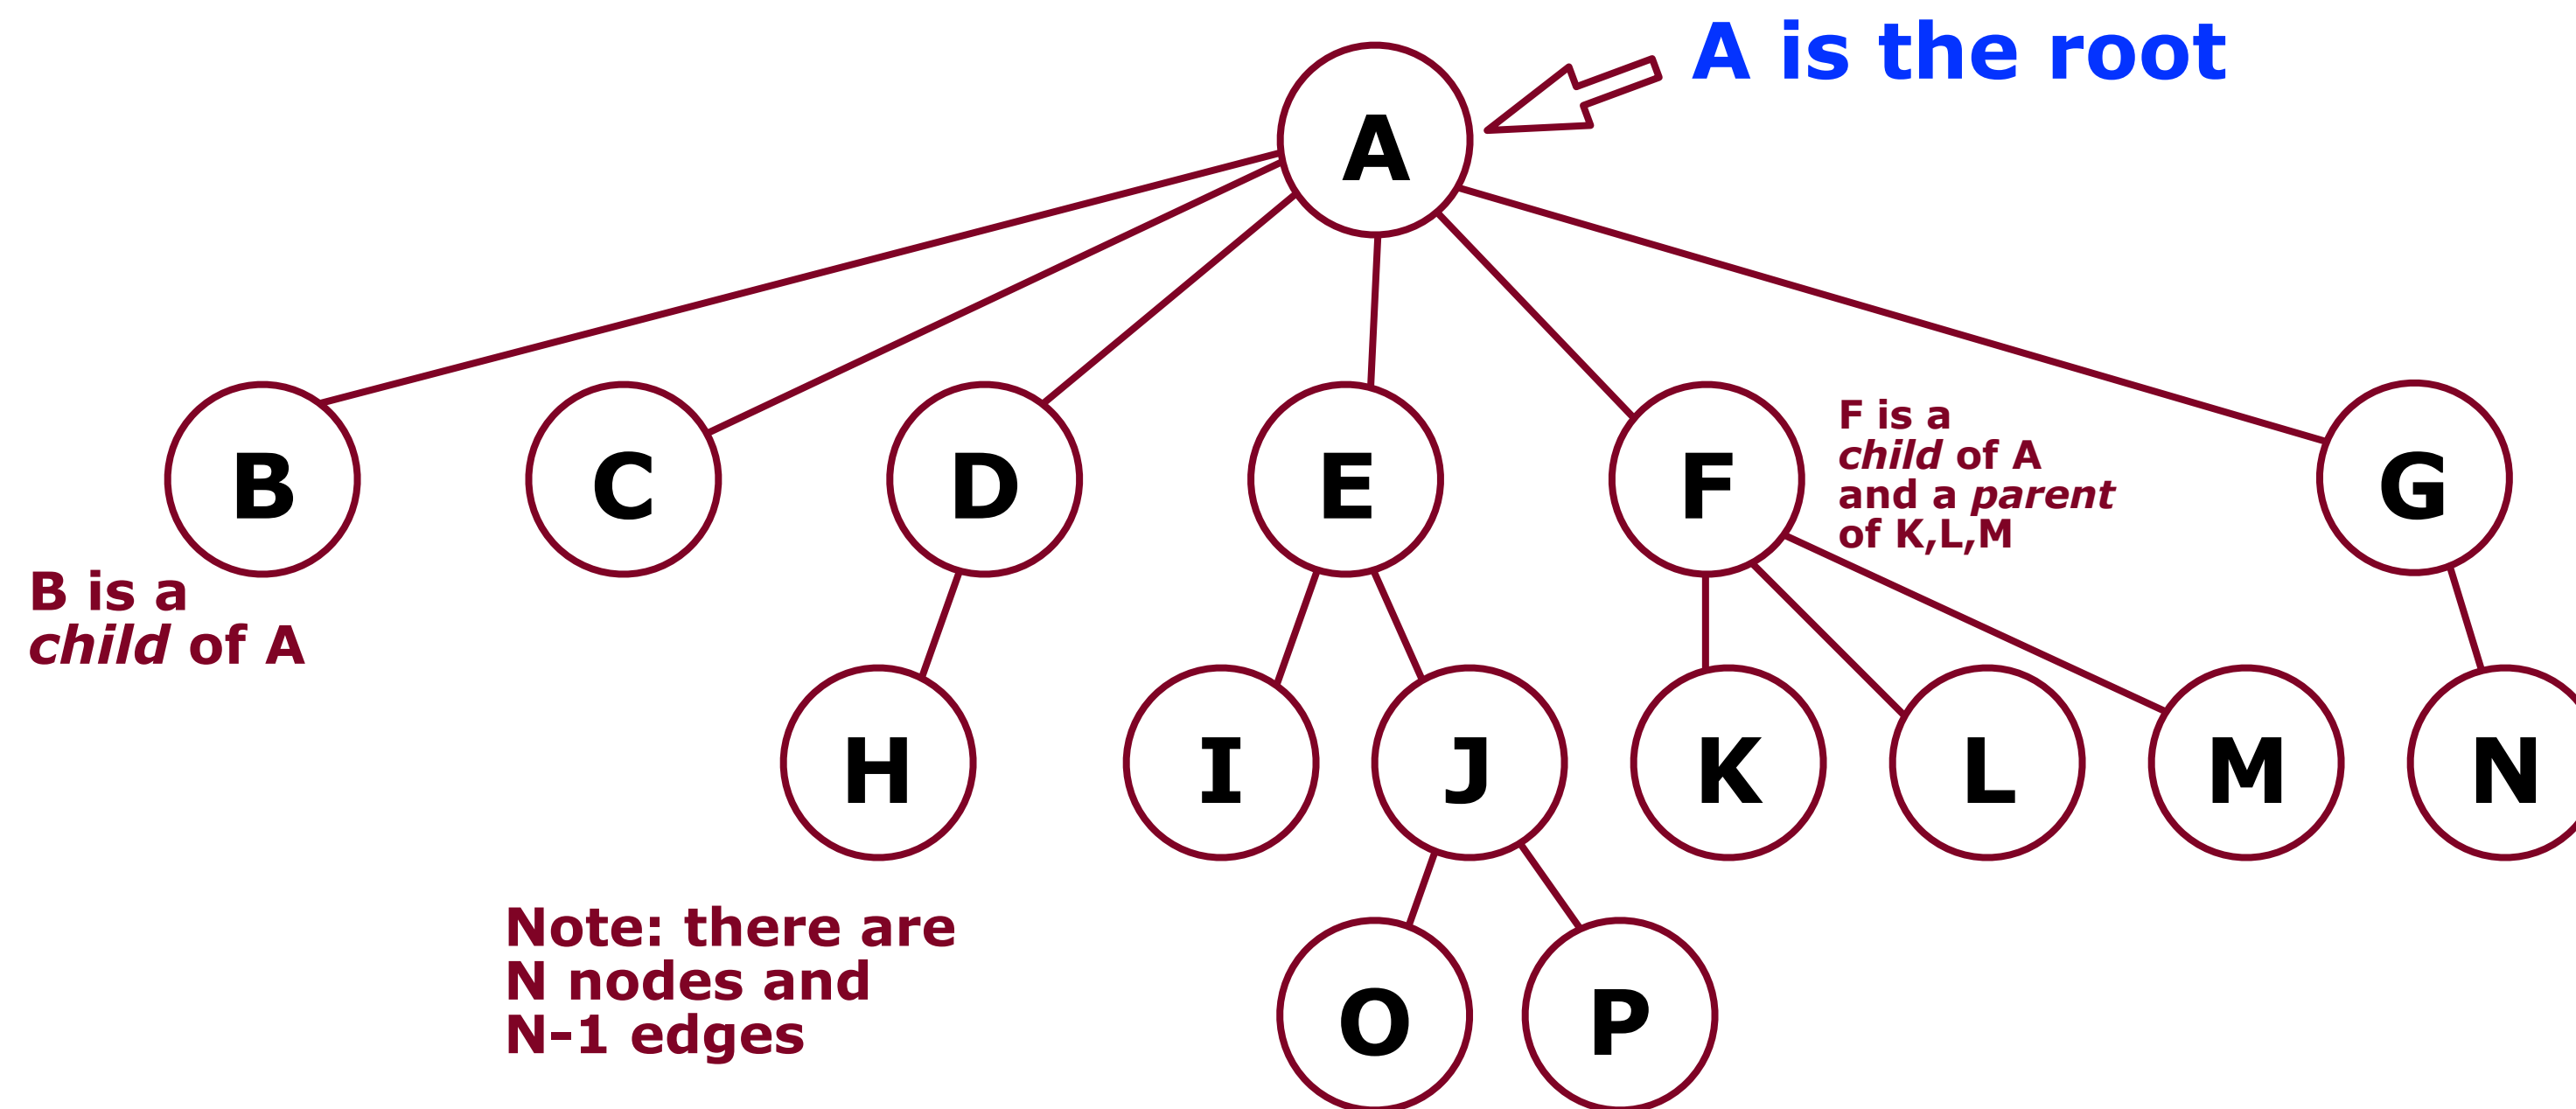 A is the root
A
B
C
D
E
F
G
F is a
child of A
and a parent
of K,L,M
B is a
child of A
H
I
J
K
L
M
N
Note: there are
N nodes and
N-1 edges
O
P